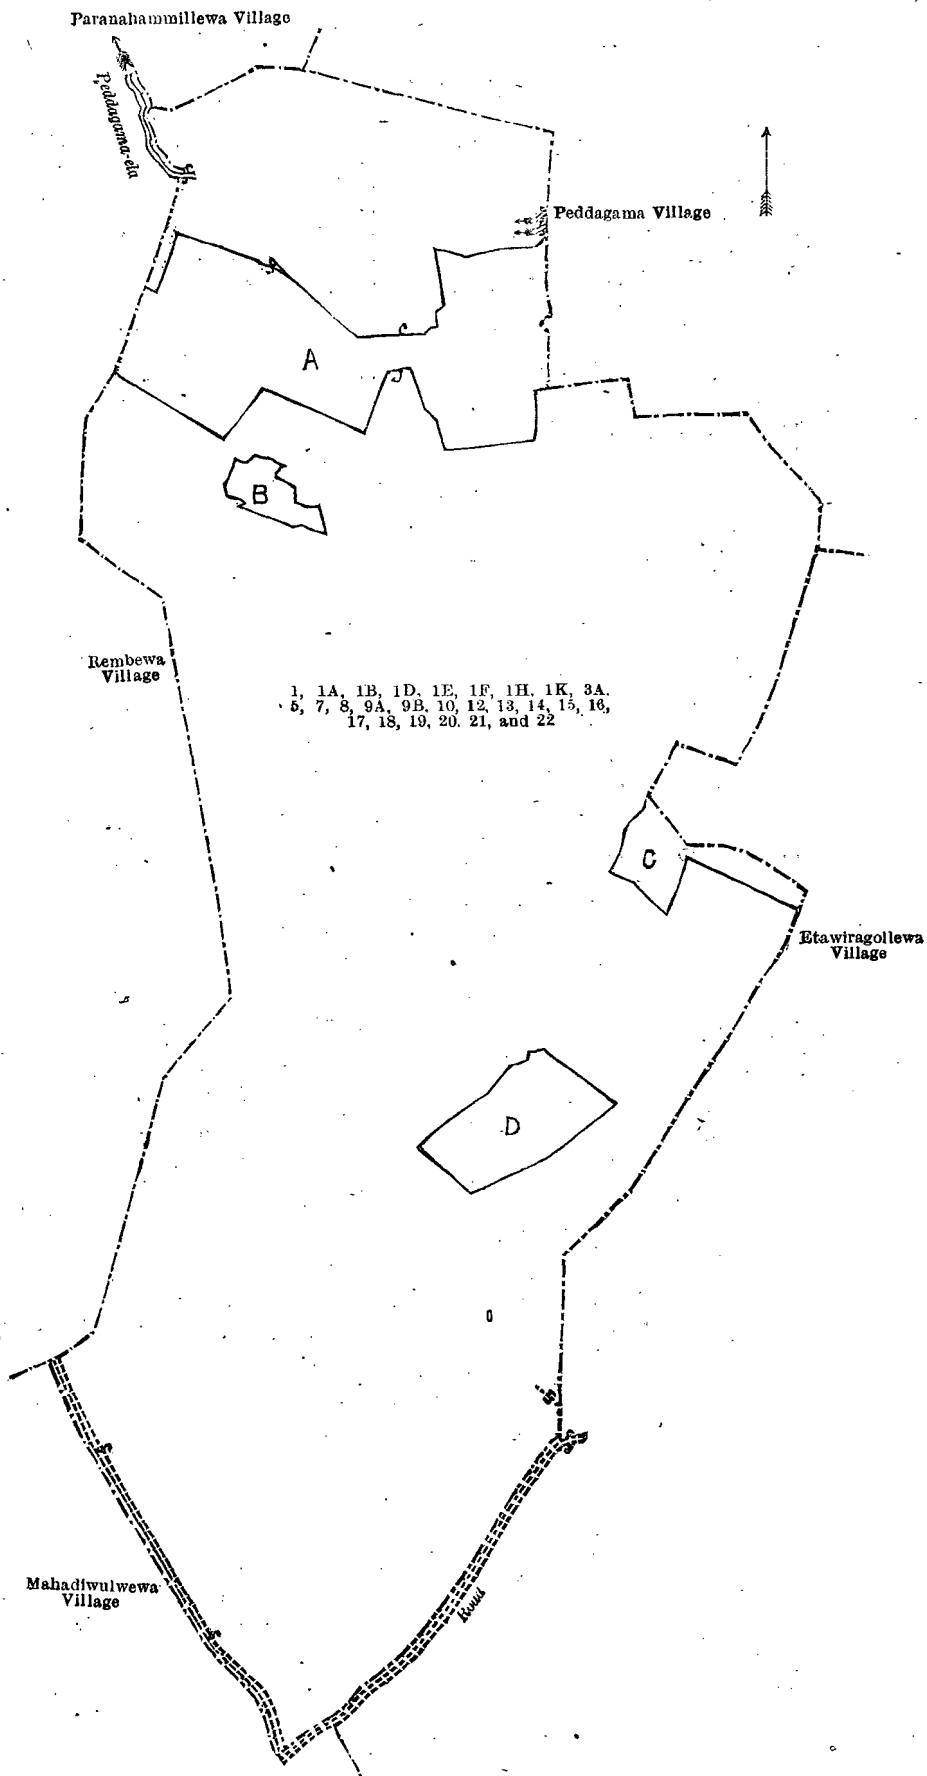 Paranahammillewa Village
Peddagama-ela
Peddagama Village
A
B
Rembewa
Village
1, 1A, 1B, 1D, 1E, 1F, 1H, 1K, 3A,
5, 7, 8, 9A, 9B, 10, 12, 13, 14, 15, 16,
17, 18, 19, 20, 21, and 22
C
Etawiragollewa
Village
D
Mahadiwulwewa
Village
Road